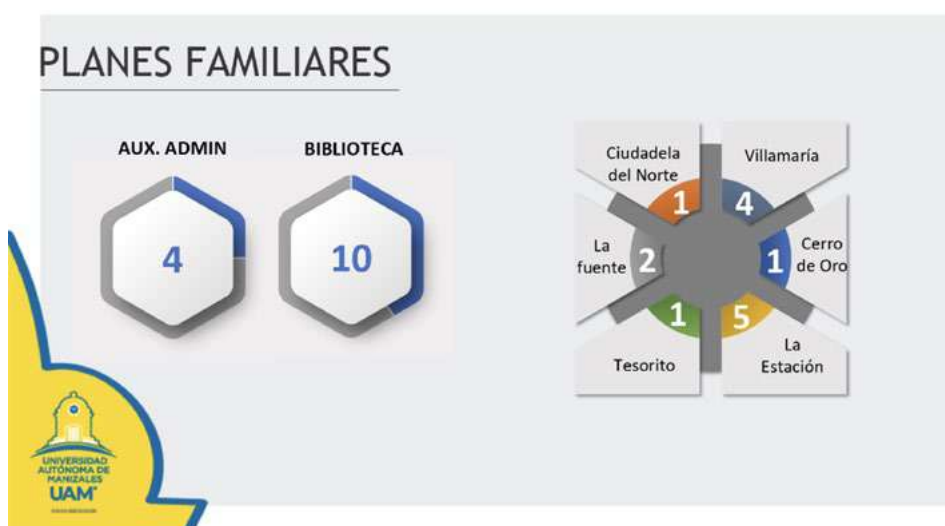 PLANES FAMILIARES
AUX. ADMIN
BIBLIOTECA
4
10
Ciudadela
del Norte
1
Villamaría
4
La
fuente
2
Cerro
de Oro
1
Tesorito
1
La
Estación
5
UNIVERSIDAD
AUTÓNOMA DE
MANIZALES
UAM